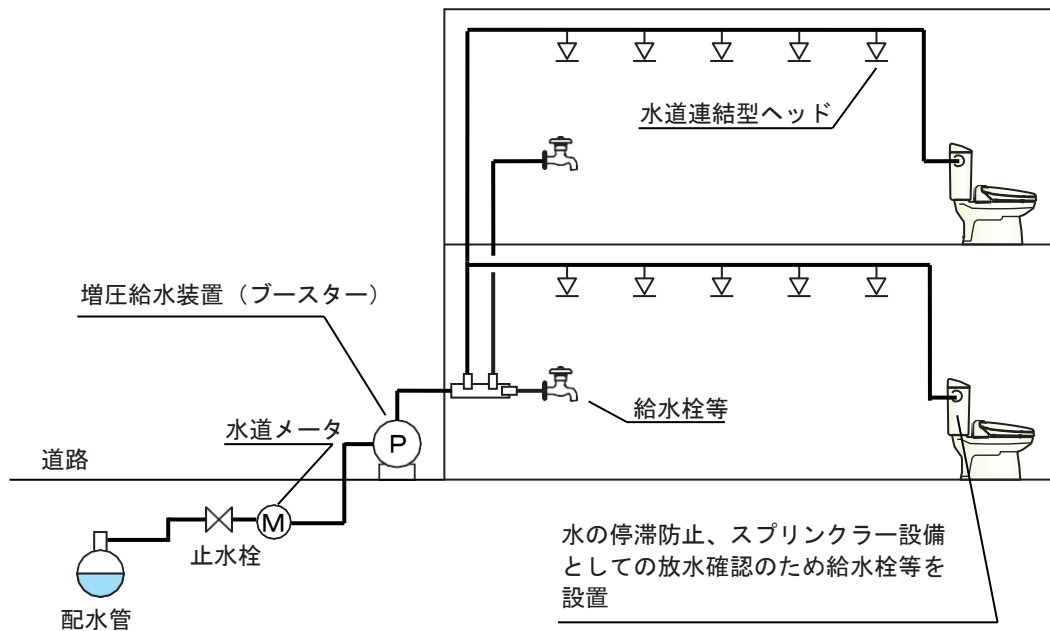 水道連結型ヘッド
増圧給水装置（ブースター）
給水栓等
水道メータ
P
道路
M
止水栓
配水管
水の停滞防止、スプリンクラー設備
としての放水確認のため給水栓等を
設置